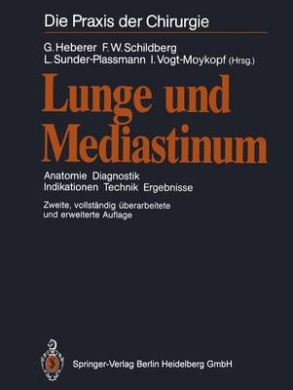 Die Praxis der Chirurgie
G. Heberer F. W. Schildberg
L. Sunder-Plassmann I. Vogt-Moykopf (Hrsg.)
Lunge und
Mediastinum
Anatomie Diagnostik
Indikationen Technik Ergebnisse
Zweite, vollständig überarbeitete
und erweiterte Auflage
Springer-Verlag Berlin Heidelberg GmbH